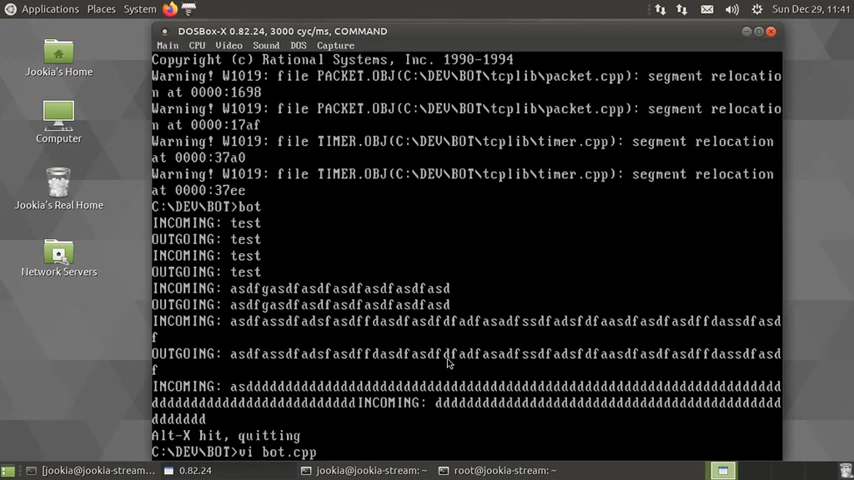 Applications Places System
Sun Dec 29, 11:41
DOSBox-X 0.82.24, 3000 cyc/ms, COMMAND
Main CPU Video Sound DOS Capture
Jookia's Home
Computer
Jookia's Real Home
Network Servers
Copyright (c) Rational Systems, Inc. 1990-1994
Warning! W1019: file PACKET.OBJ(C:\DEV\BOT\tcplib\packet.cpp): segment relocatio
n at 0000:1698
Warning! W1019: file PACKET.OBJ(C:\DEV\BOT\tcplib\packet.cpp): segment relocatio
n at 0000:17af
Warning! W1019: file TIMER.OBJ(C:\DEV\BOT\tcplib\timer.cpp): segment relocation
at 0000:37a0
Warning! W1019: file TIMER.OBJ(C:\DEV\BOT\tcplib\timer.cpp): segment relocation
at 0000:37ee
C:\DEV\BOT>bot
INCOMING: test
OUTGOING: test
INCOMING: test
OUTGOING: test
INCOMING: asdfgasdfasdfasdfasdfasdfasd
OUTGOING: asdfgasdfasdfasdfasdfasdfasd
INCOMING: asdfassdfadsfasdffdasdfasdfdfadfasadfssdfadsfdfaasdfasdfasdffdassdfasd
f
OUTGOING: asdfassdfadsfasdffdasdfasdfdfadfasadfssdfadsfdfaasdfasdfasdffdassdfasd
f
INCOMING: asdddddddddddddddddddddddddddddddddddddddddddddddddddddddddddddddddddd
ddddddddddddddddddddddddddINCOMING: dddddddddddddddddddddddddddddddddddddddddddd
ddddddd
Alt-X hit, quitting
C:\DEV\BOT>vi bot.cpp
[jookia@jookia-stream...
0.82.24
jookia@jookia-stream: ~
root@jookia-stream: ~